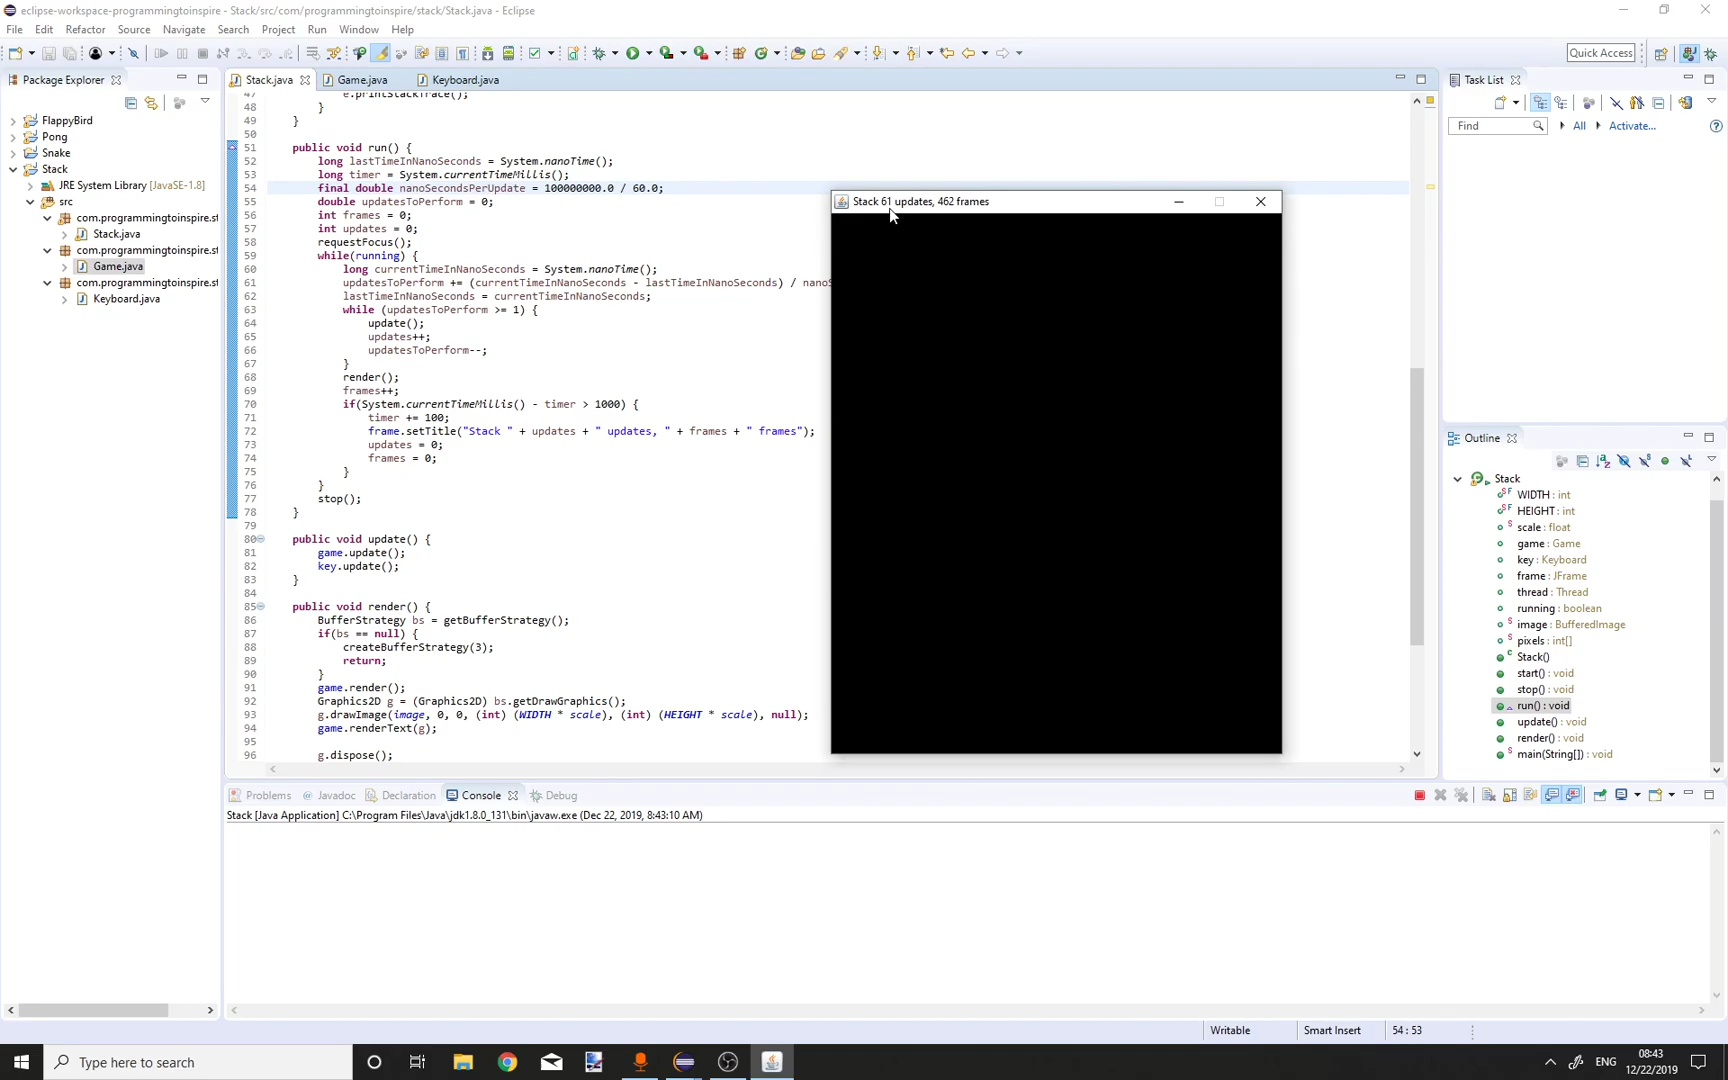 eclipse-workspace-programmingtoinspire - Stack/src/com/programmingtoinspire/stack/Stack.java - Eclipse
File Edit Refactor Source Navigate Search Project Run Window Help
Quick Access
Package Explorer
Stack.java
Game.java
Keyboard.java
Task List
Find
All
Activate...
FlappyBird
Pong
Snake
Stack
JRE System Library [JavaSE-1.8]
src
com.programmingtoinspire.st
Stack.java
com.programmingtoinspire.st
Game.java
com.programmingtoinspire.st
Keyboard.java
47 e.printStackTrace();
48 }
49 }
50
51 public void run() {
52 long lastTimeInNanoSeconds = System.nanoTime();
53 long timer = System.currentTimeMillis();
54 final double nanoSecondsPerUpdate = 100000000.0 / 60.0;
55 double updatesToPerform = 0;
56 int frames = 0;
57 int updates = 0;
58 requestFocus();
59 while(running) {
60 long currentTimeInNanoSeconds = System.nanoTime();
61 updatesToPerform += (currentTimeInNanoSeconds - lastTimeInNanoSeconds) / nanoS
62 lastTimeInNanoSeconds = currentTimeInNanoSeconds;
63 while (updatesToPerform >= 1) {
64 update();
65 updates++;
66 updatesToPerform--;
67 }
68 render();
69 frames++;
70 if(System.currentTimeMillis() - timer > 1000) {
71 timer += 100;
72 frame.setTitle("Stack " + updates + " updates, " + frames + " frames");
73 updates = 0;
74 frames = 0;
75 }
76 }
77 stop();
78 }
79
80 public void update() {
81 game.update();
82 key.update();
83 }
84
85 public void render() {
86 BufferStrategy bs = getBufferStrategy();
87 if(bs == null) {
88 createBufferStrategy(3);
89 return;
90 }
91 game.render();
92 Graphics2D g = (Graphics2D) bs.getDrawGraphics();
93 g.drawImage(image, 0, 0, (int) (WIDTH * scale), (int) (HEIGHT * scale), null);
94 game.renderText(g);
95
96 g.dispose();
Stack 61 updates, 462 frames
Outline
Stack
WIDTH : int
HEIGHT : int
scale : float
game : Game
key : Keyboard
frame : JFrame
thread : Thread
running : boolean
image : BufferedImage
pixels : int[]
Stack()
start() : void
stop() : void
run() : void
update() : void
render() : void
main(String[]) : void
Problems Javadoc Declaration Console Debug
Stack [Java Application] C:\Program Files\Java\jdk1.8.0_131\bin\javaw.exe (Dec 22, 2019, 8:43:10 AM)
Writable
Smart Insert
54 : 53
Type here to search
ENG
08:43
12/22/2019